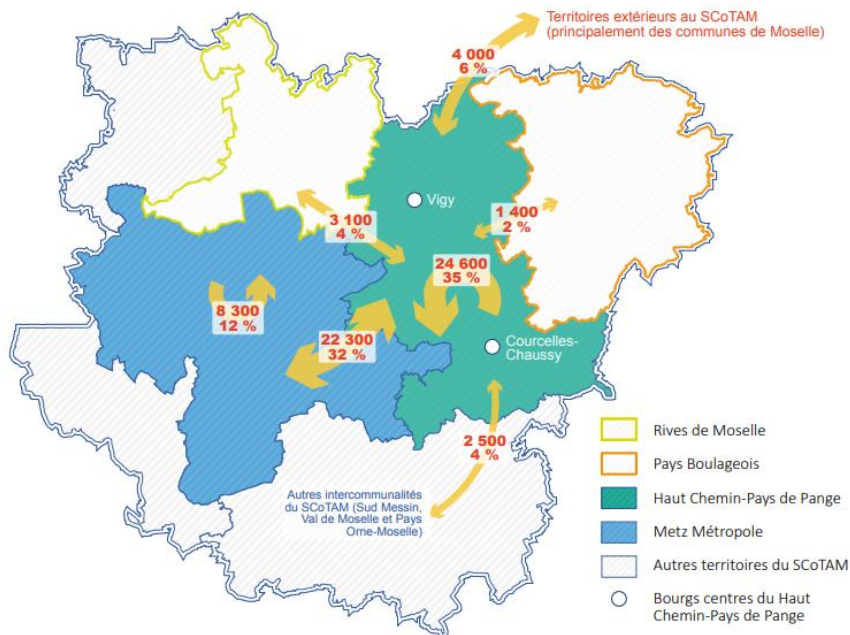 Territoires extérieurs au SCoTAM
(principalement des communes de Moselle)
4 000
6 %
Vigy
1 400
2 %
3 100
4 %
24 600
35 %
8 300
12 %
22 300
32 %
Courcelles-
Chaussy
2 500
4 %
Autres intercommunalités
du SCoTAM (Sud Messin,
Val de Moselle et Pays
Orne-Moselle)
Rives de Moselle
Pays Boulageois
Haut Chemin-Pays de Pange
Metz Métropole
Autres territoires du SCoTAM
Bourgs centres du Haut
Chemin-Pays de Pange